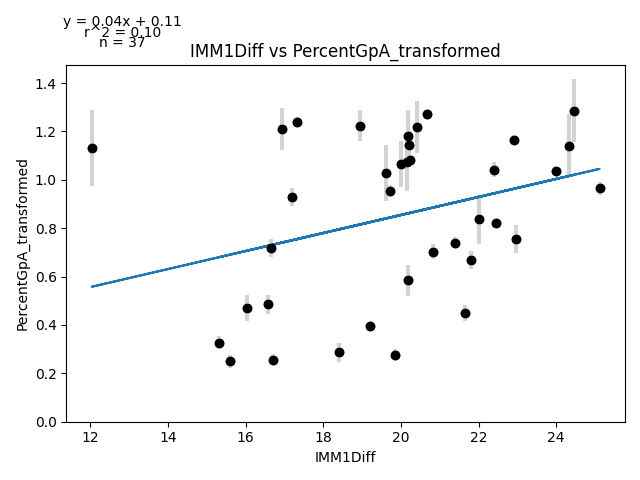 y = 0.04x + 0.11
r^2 = 0.10
n = 37
IMM1Diff vs PercentGpA_transformed
1.4
1.2
1.0
0.8
0.6
0.4
0.2
0.0
PercentGpA_transformed
12 14 16 18 20 22 24
IMM1Diff